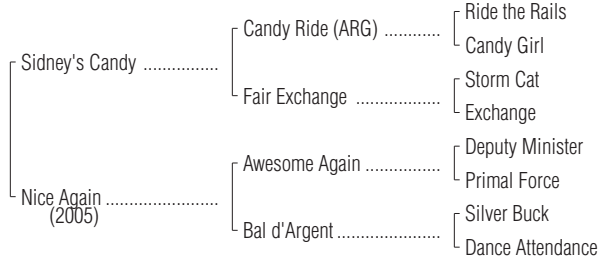 Ride the Rails
Candy Ride (ARG) ............
Candy Girl
Sidney's Candy ................
Storm Cat
Fair Exchange ..................
Exchange
Deputy Minister
Awesome Again ................
Primal Force
Nice Again ........................
(2005)
Silver Buck
Bal d'Argent ......................
Dance Attendance